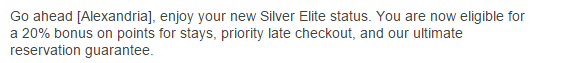 Go ahead [Alexandria], enjoy your new Silver Elite status. You are now eligible for
a 20% bonus on points for stays, priority late checkout, and our ultimate
reservation guarantee.